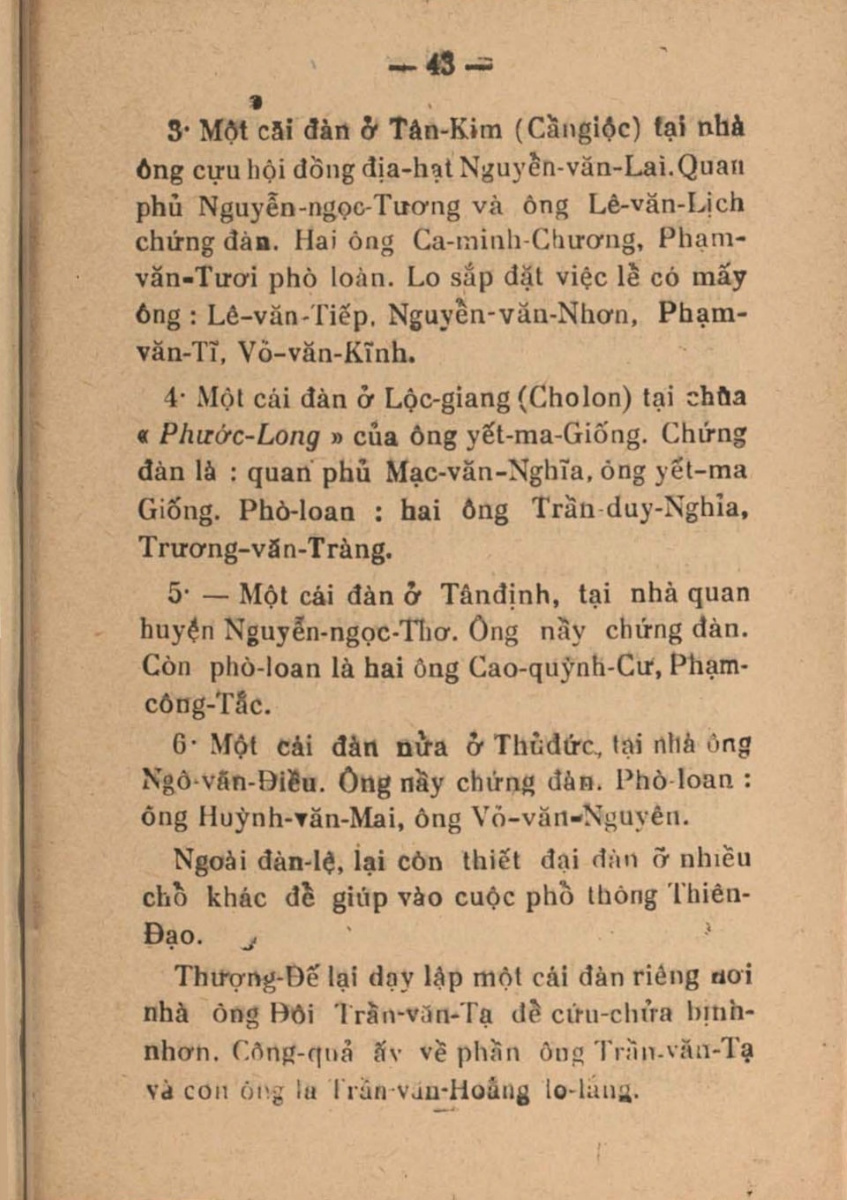 — 43 —
3· Một cái đàn ở Tân-Kim (Cầngiộc) tại nhà
ông cựu hội đồng địa-hạt Nguyễn-văn-Lai. Quan
phủ Nguyễn-ngọc-Tương và ông Lê-văn-Lịch
chứng đàn. Hai ông Ca-minh-Chương, Phạm-
văn-Tươi phò loàn. Lo sắp đặt việc lể có mấy
ông : Lê-văn-Tiếp, Nguyễn-văn-Nhơn, Phạm-
văn-Tĩ, Vỏ-văn-Kĩnh.
4· Một cái đàn ở Lộc-giang (Cholon) tại chùa
« Phước-Long » của ông yết-ma-Giống. Chứng
đàn là : quan phủ Mạc-văn-Nghĩa, ông yết-ma
Giống. Phò-loan : hai ông Trần-duy-Nghỉa,
Trương-văn-Tràng.
5· — Một cái đàn ở Tânđịnh, tại nhà quan
huyện Nguyễn-ngọc-Thơ. Ông nầy chứng đàn.
Còn phò-loan là hai ông Cao-quỳnh-Cư, Phạm-
công-Tắc.
6· Một cái đàn nửa ở Thủđức, tại nhà ông
Ngô-văn-Điều. Ông nầy chứng đàn. Phò-loan :
ông Huỳnh-văn-Mai, ông Vỏ-văn-Nguyên.
Ngoài đàn-lệ, lại còn thiết đại đàn ở nhiều
chổ khác để giúp vào cuộc phổ thông Thiên-
Đạo.
Thượng-Đế lại dạy lập một cái đàn riêng nơi
nhà ông Đôi Trần-văn-Tạ để cứu-chửa bịnh-
nhơn. Công-quả ấy về phần ông Trần-văn-Tạ
và con ông là Trần-văn-Hoằng lo-lắng.